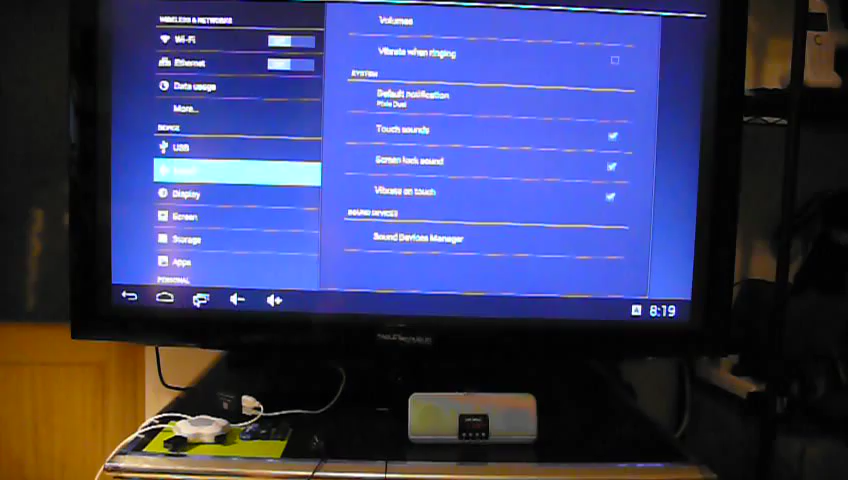 WIRELESS & NETWORKS
Wi-Fi
Ethernet
Data usage
More...
DEVICE
USB
Display
Screen
Storage
Apps
PERSONAL
Volumes
Vibrate when ringing
SYSTEM
Default notification
Pixie Dust
Touch sounds
Screen lock sound
Vibrate on touch
SOUND DEVICES
Sound Devices Manager
8:19